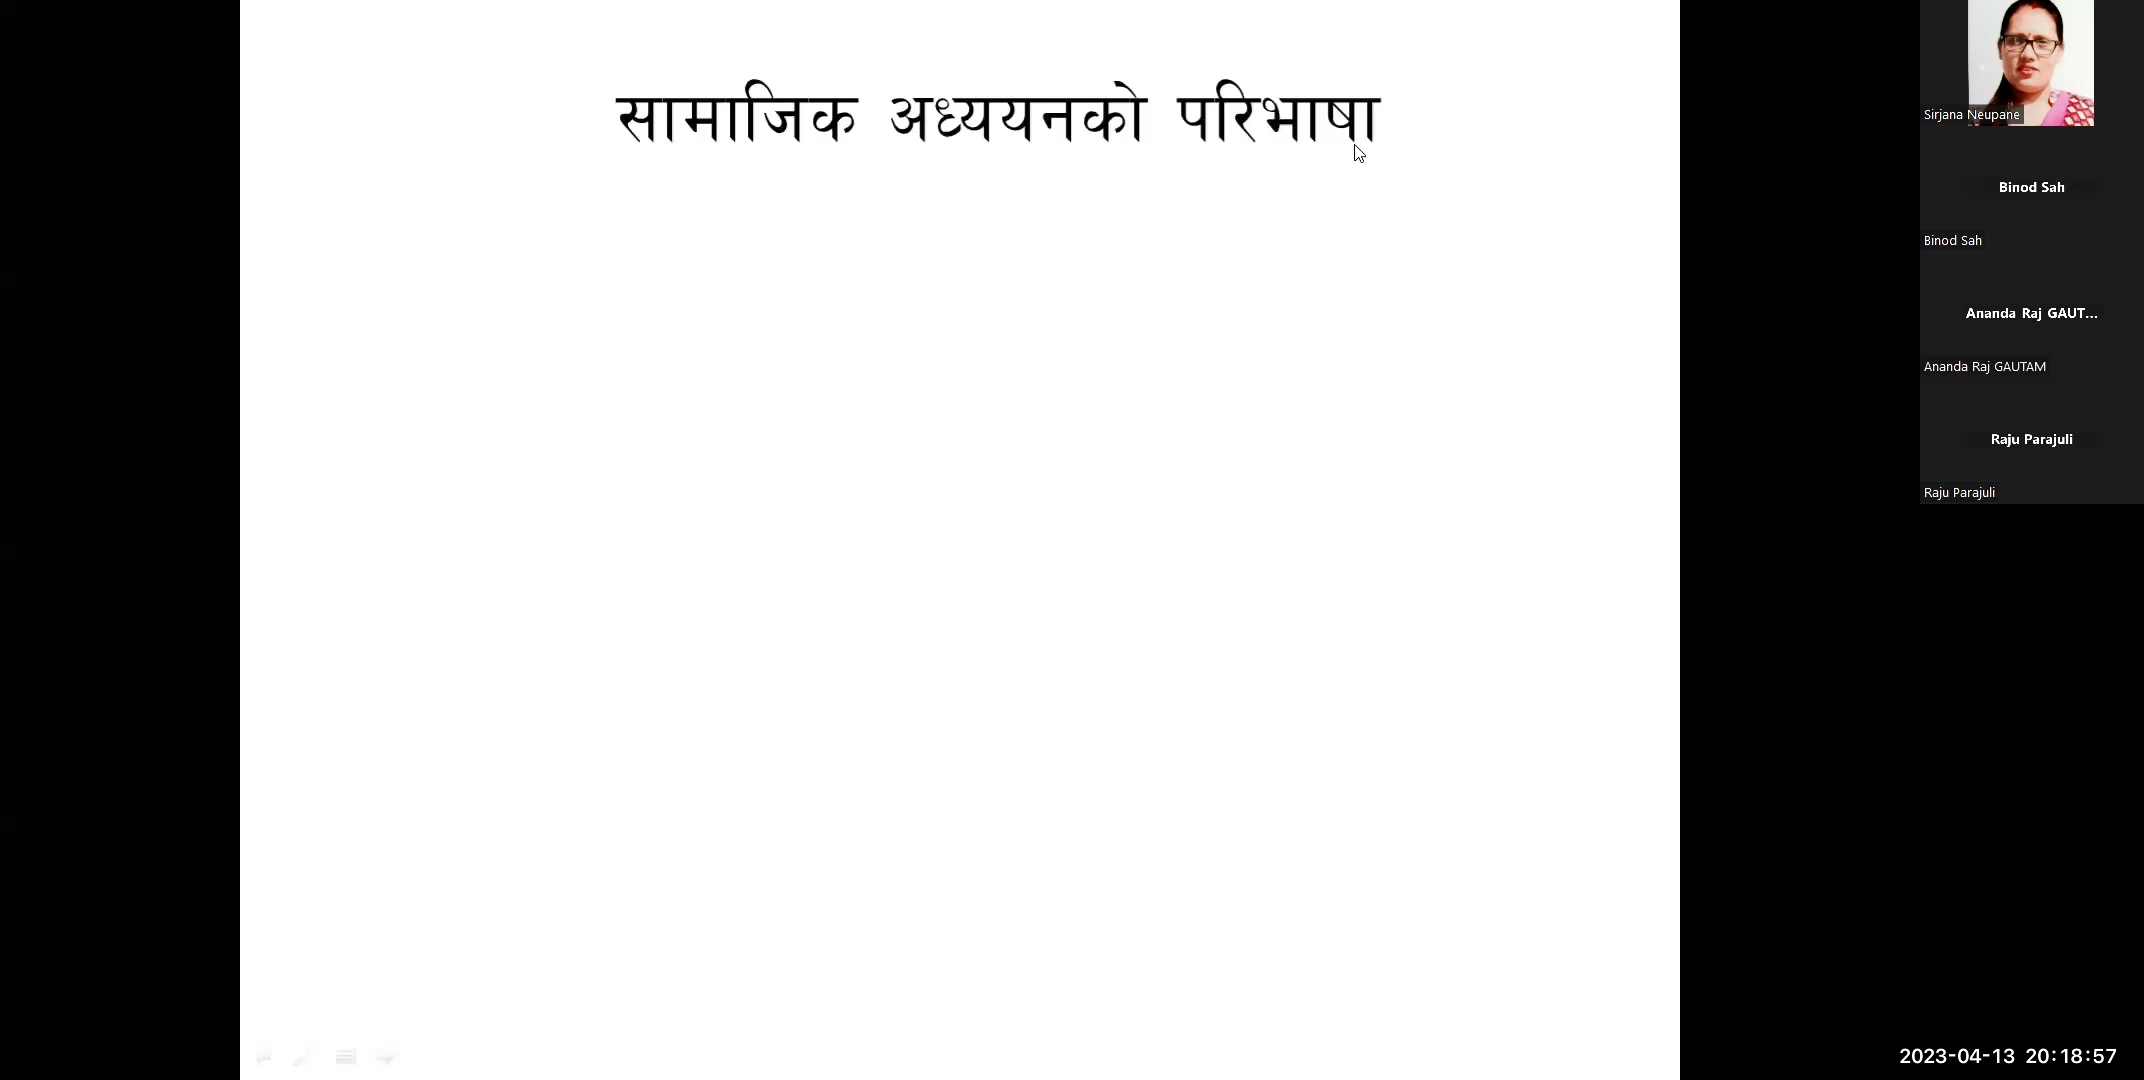 सामाजिक अध्ययनको परिभाषा
Sirjana Neupane
Binod Sah
Binod Sah
Ananda Raj GAUT...
Ananda Raj GAUTAM
Raju Parajuli
Raju Parajuli
2023-04-13 20:18:57